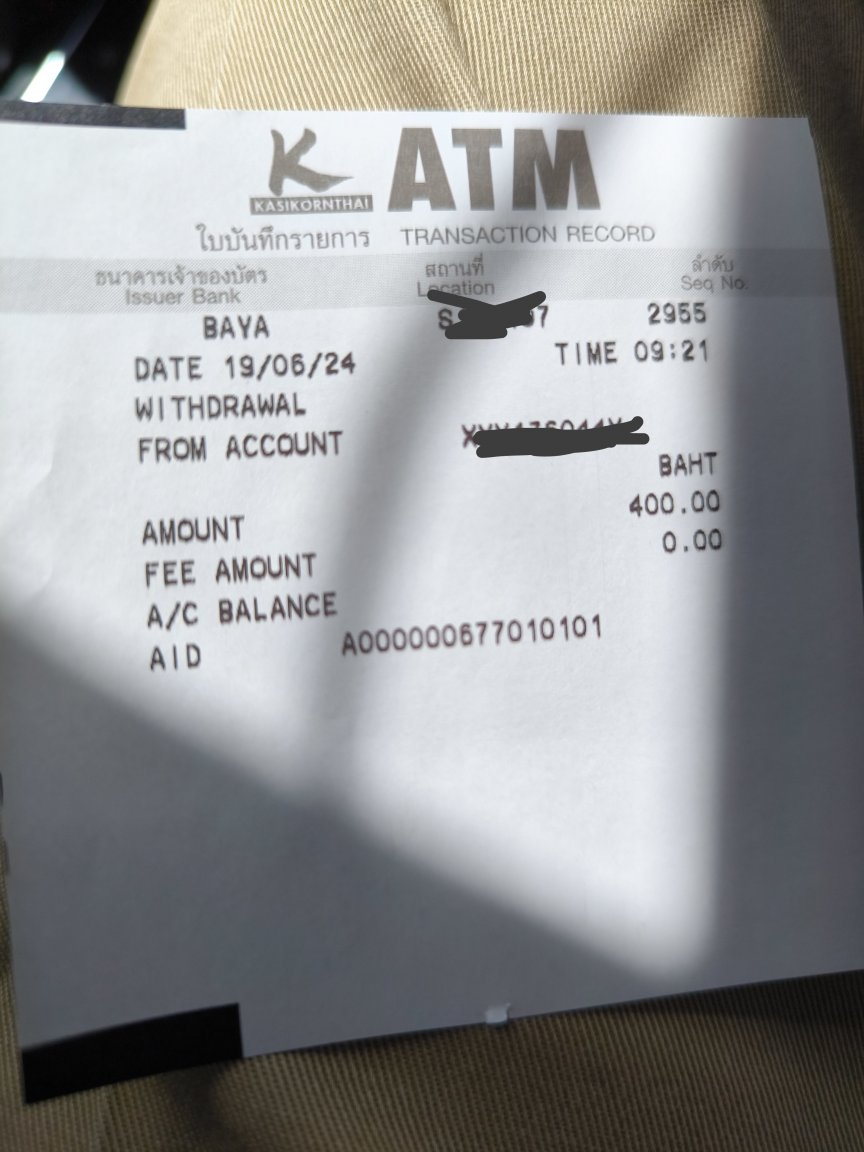 K ATM
KASIKORNTHAI
ใบบันทึกรายการ TRANSACTION RECORD
ธนาคารเจ้าของบัตร สถานที่ ลำดับ
Issuer Bank Location Seq No.
BAYA 2955
DATE 19/06/24 TIME 09:21
WITHDRAWAL
FROM ACCOUNT
BAHT
AMOUNT 400.00
FEE AMOUNT 0.00
A/C BALANCE
AID A000000677010101